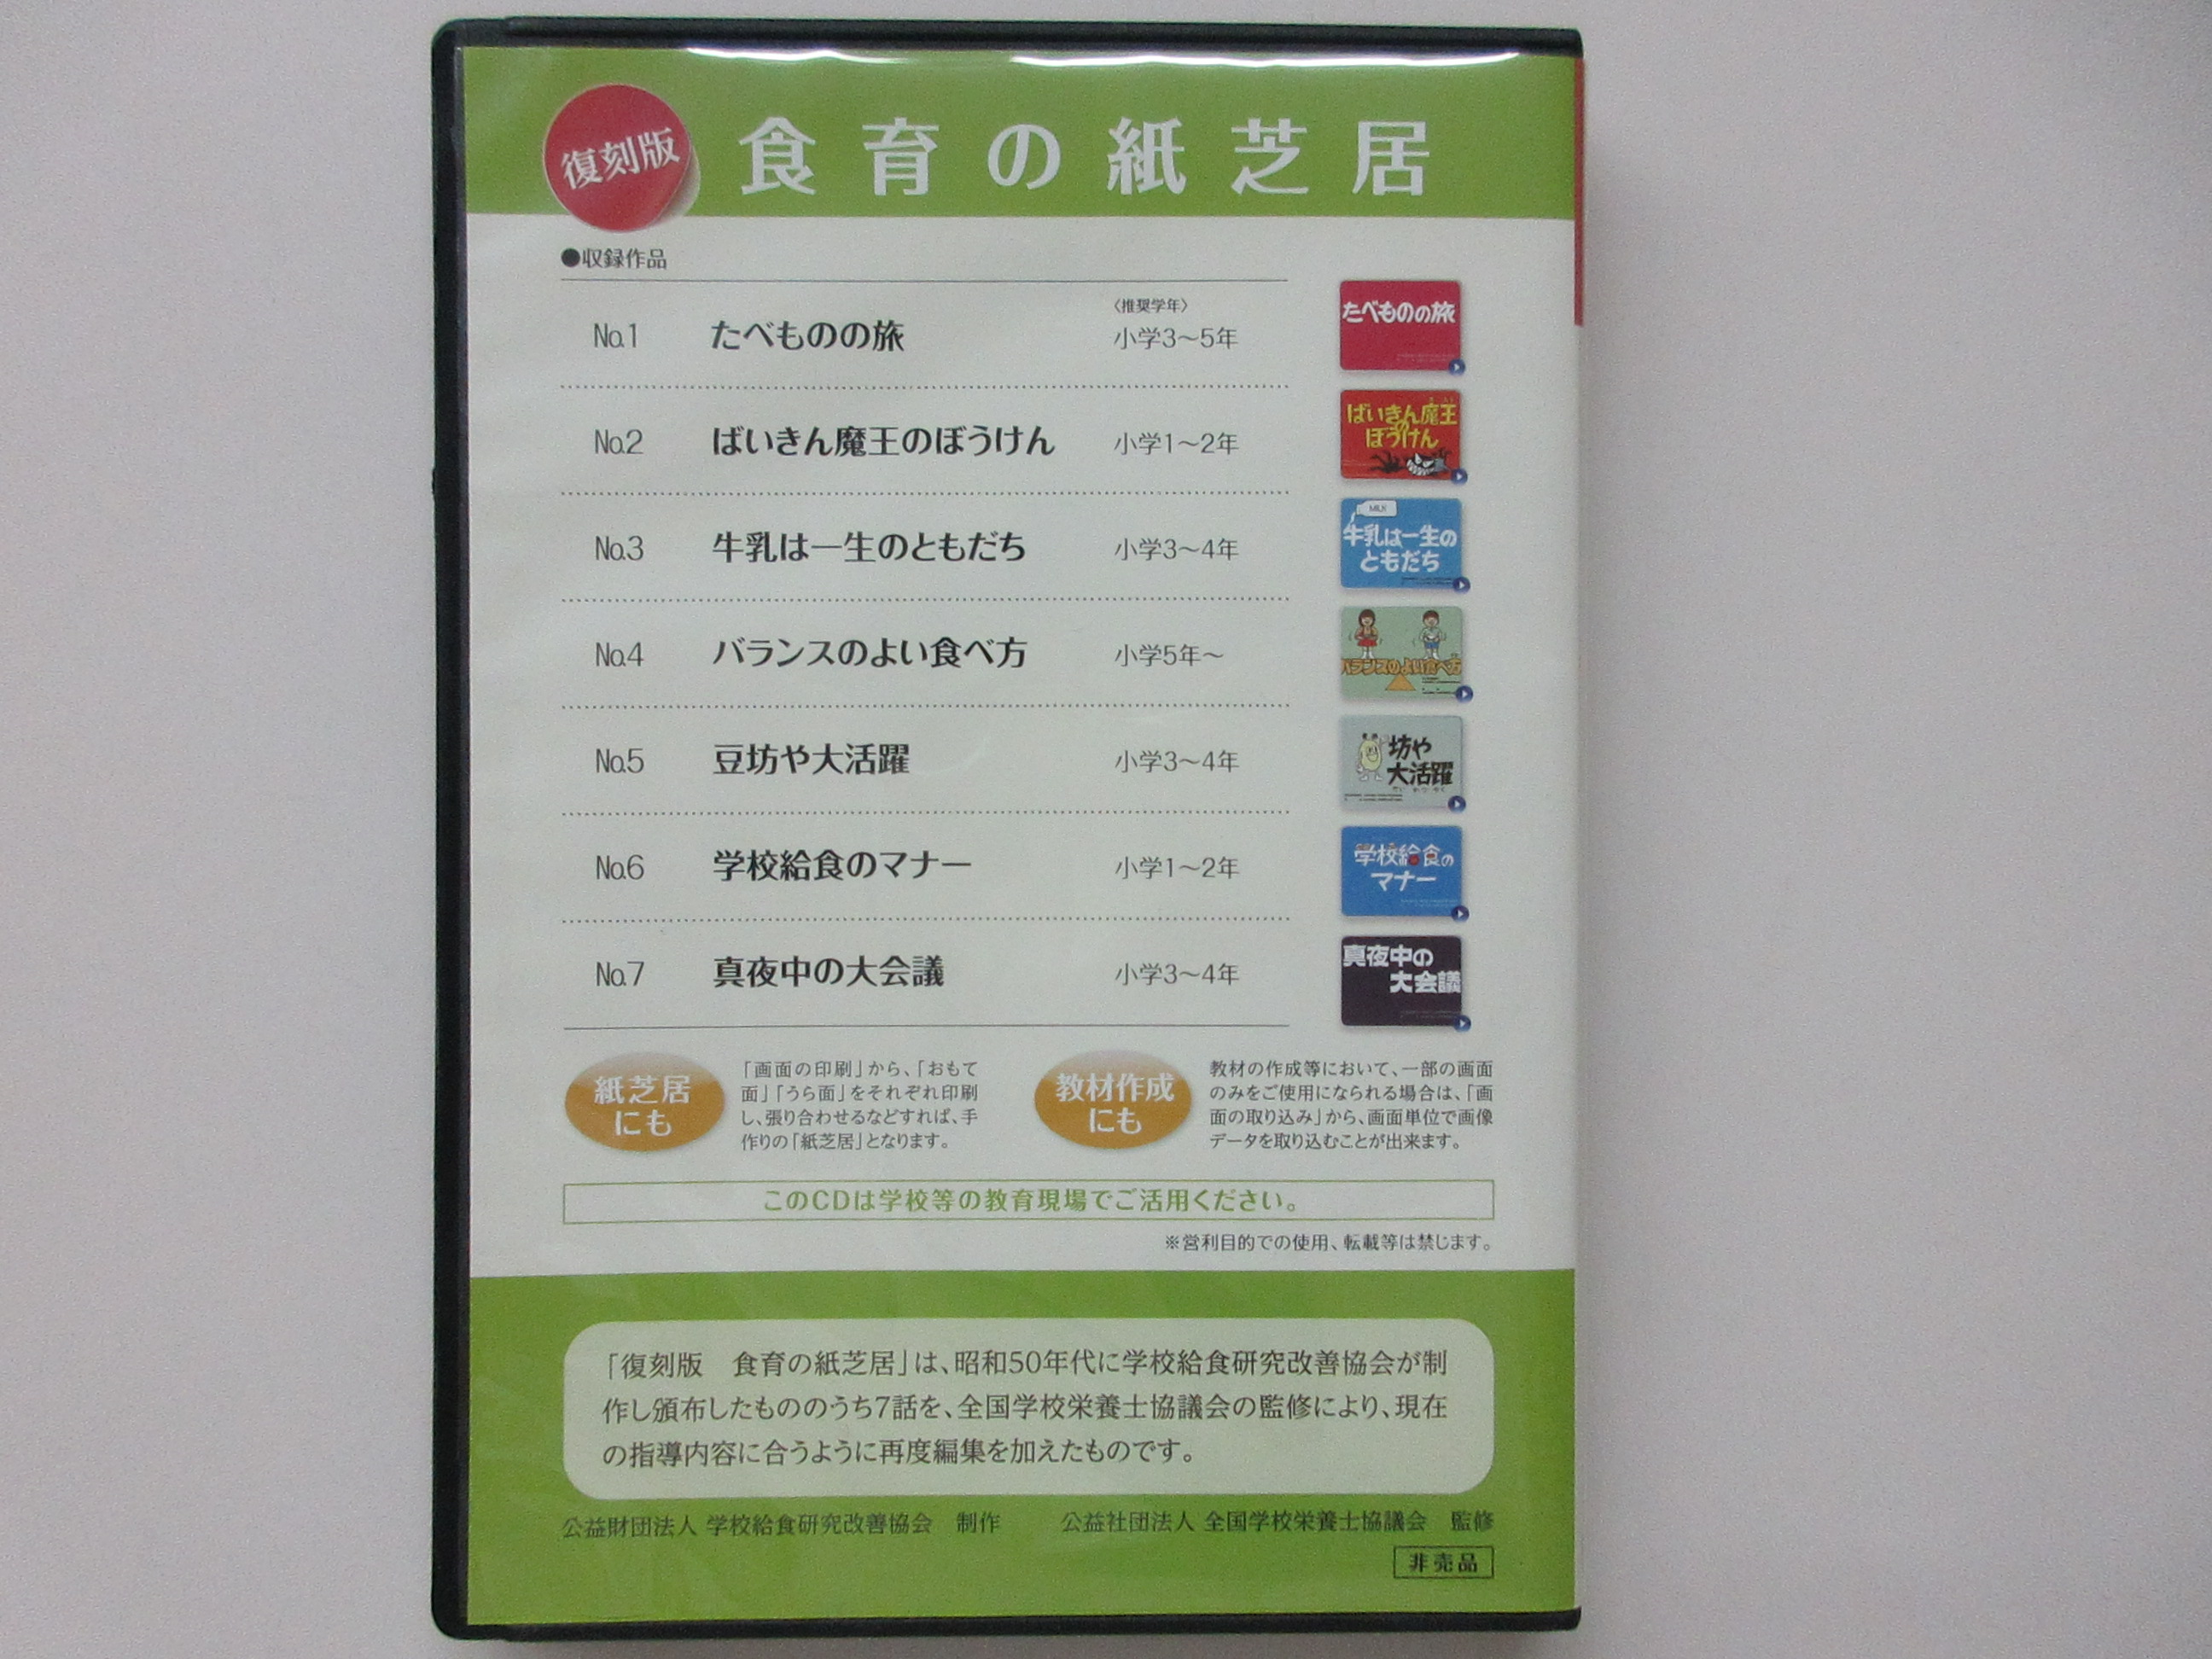 復刻版 食育の紙芝居
●収録作品
〈推奨学年〉
No.1 たべものの旅 小学3〜5年
No.2 ばいきん魔王のぼうけん 小学1〜2年
No.3 牛乳は一生のともだち 小学3〜4年
No.4 バランスのよい食べ方 小学5年〜
No.5 豆坊や大活躍 小学3〜4年
No.6 学校給食のマナー 小学1〜2年
No.7 真夜中の大会議 小学3〜4年
たべものの旅
ばいきん魔王
の
ぼうけん
MILK
牛乳は一生の
ともだち
バランスのよい食べ方
坊や
大活躍
学校給食の
マナー
真夜中の
大会議
紙芝居
にも
「画面の印刷」から、「おもて
面」「うら面」をそれぞれ印刷
し、張り合わせるなどすれば、手
作りの「紙芝居」となります。
教材作成
にも
教材の作成等において、一部の画面
のみをご使用になられる場合は、「画
面の取り込み」から、画面単位で画像
データを取り込むことが出来ます。
このCDは学校等の教育現場でご活用ください。
※営利目的での使用、転載等は禁じます。
「復刻版　食育の紙芝居」は、昭和50年代に学校給食研究改善協会が制
作し頒布したもののうち7話を、全国学校栄養士協議会の監修により、現在
の指導内容に合うように再度編集を加えたものです。
公益財団法人 学校給食研究改善協会　制作　公益社団法人 全国学校栄養士協議会　監修
非売品